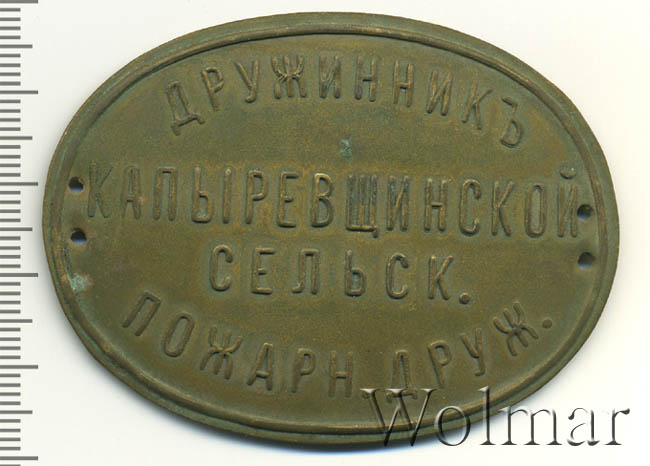 ДРУЖИННИКЪ
КАПЫРЕВЩИНСКОЙ
СЕЛЬСК.
ПОЖАРН. ДРУЖ.
Wolmar